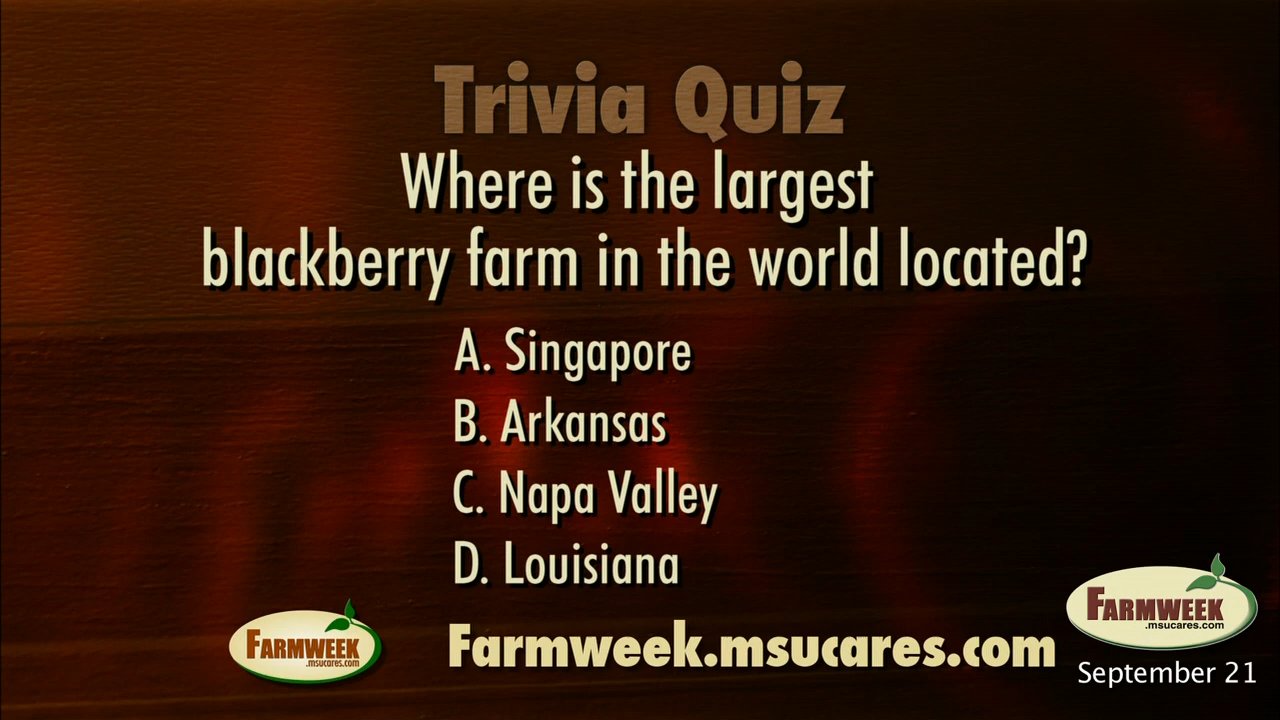 Trivia Quiz
Where is the largest
blackberry farm in the world located?
A. Singapore
B. Arkansas
C. Napa Valley
D. Louisiana
FARMWEEK
.msucares.com
Farmweek.msucares.com
FARMWEEK
.msucares.com
September 21